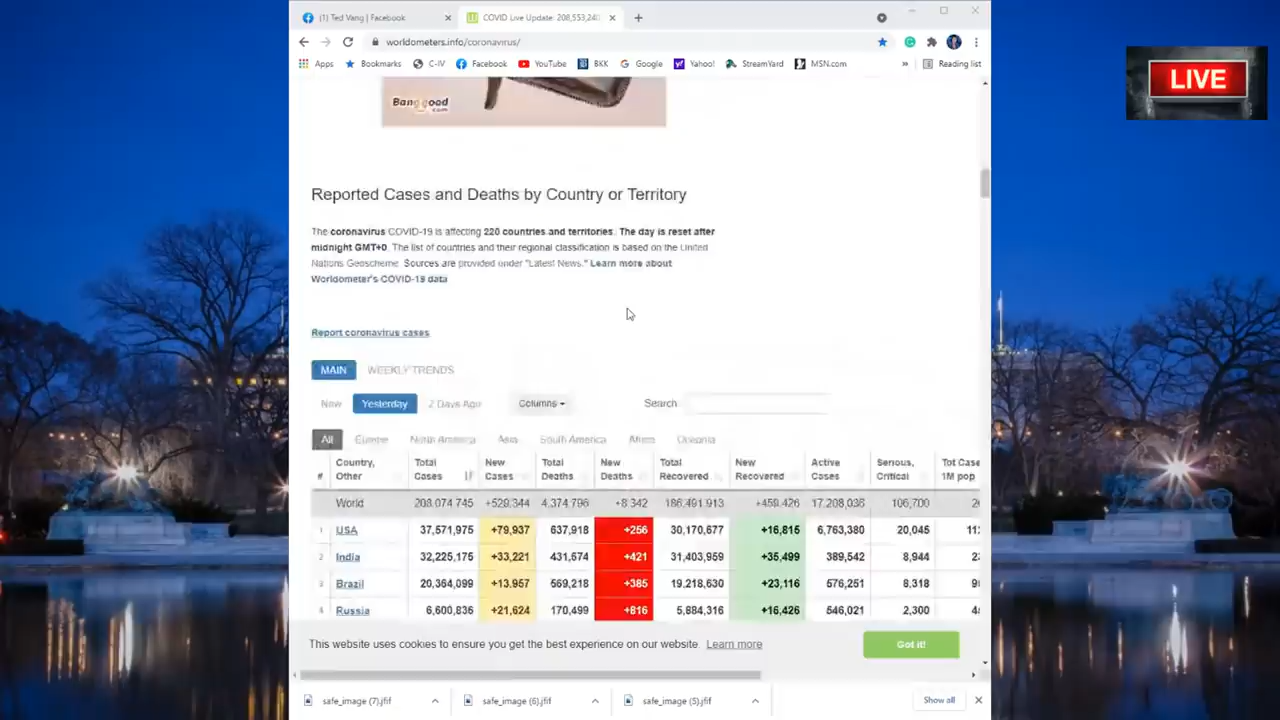 (1) Ted Vang | Facebook
COVID Live Update: 208,553,240
worldometers.info/coronavirus/
Apps Bookmarks C-IV Facebook YouTube BKK Google Yahoo! StreamYard MSN.com » Reading list
LIVE
Banggood
.com
Reported Cases and Deaths by Country or Territory
The coronavirus COVID-19 is affecting 220 countries and territories. The day is reset after
midnight GMT+0. The list of countries and their regional classification is based on the United
Nations Geoscheme. Sources are provided under "Latest News." Learn more about
Worldometer's COVID-19 data
Report coronavirus cases
MAIN WEEKLY TRENDS
Now Yesterday 2 Days Ago Columns Search:
All Europe North America Asia South America Africa Oceania
# Country, Total New Total New Total New Active Serious, Tot Cases
Other Cases Cases Deaths Deaths Recovered Recovered Cases Critical 1M pop
World 208,074,745 +529,344 4,374,796 +8,342 186,491,913 +459,426 17,208,036 106,700
1 USA 37,571,975 +79,937 637,918 +256 30,170,677 +16,815 6,763,380 20,045 11
2 India 32,225,175 +33,221 431,674 +421 31,403,959 +35,499 389,542 8,944 2
3 Brazil 20,364,099 +13,957 569,218 +385 19,218,630 +23,116 576,251 8,318 9
4 Russia 6,600,836 +21,624 170,499 +816 5,884,316 +16,426 546,021 2,300 4
This website uses cookies to ensure you get the best experience on our website. Learn more
Got it!
safe_image (7).jfif safe_image (6).jfif safe_image (5).jfif Show all